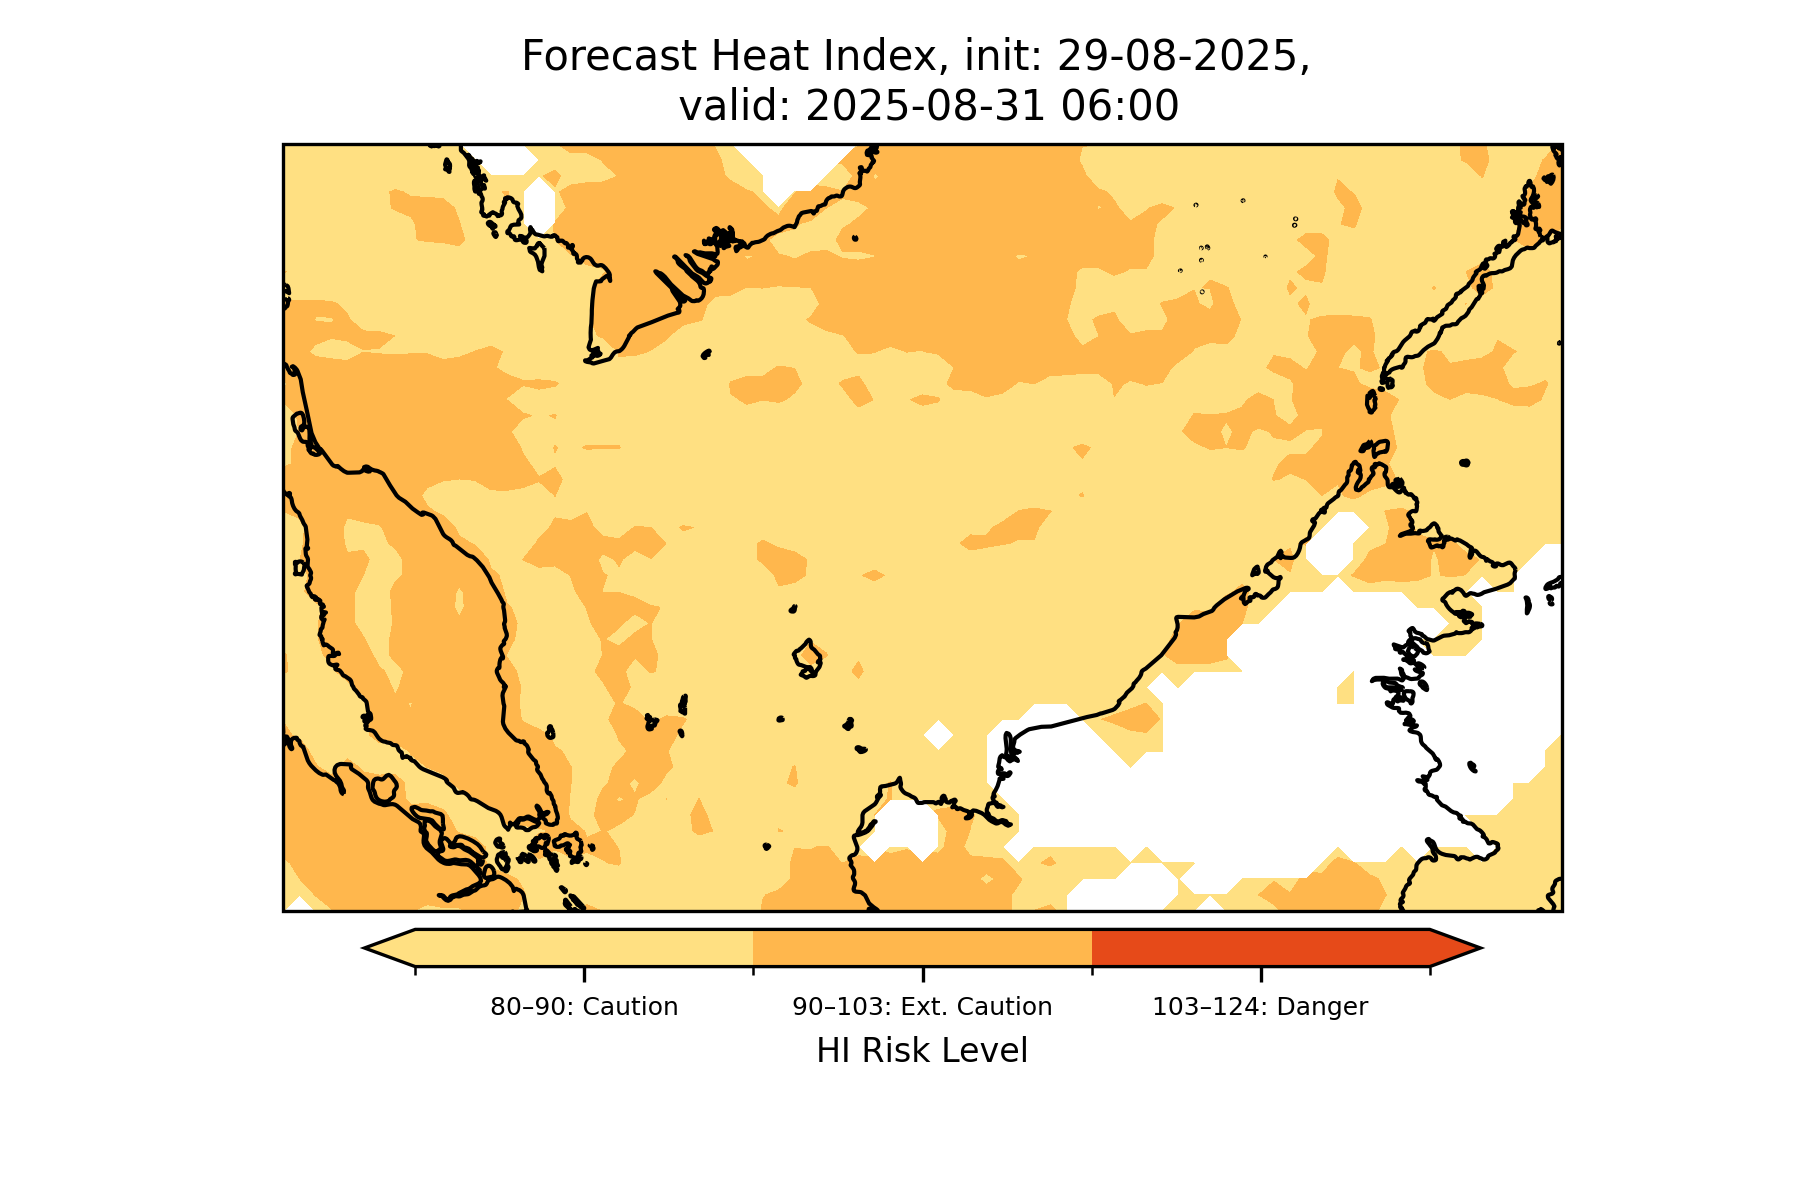 Forecast Heat Index, init: 29-08-2025,
valid: 2025-08-31 06:00
80–90: Caution
90–103: Ext. Caution
103–124: Danger
HI Risk Level